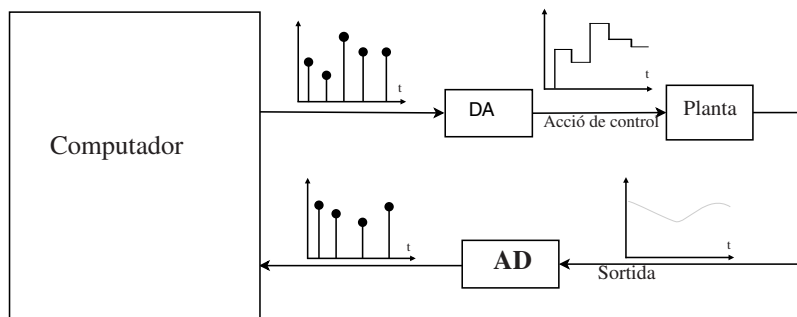 Computador
t
DA
t
Acció de control
Planta
t
AD
t
Sortida